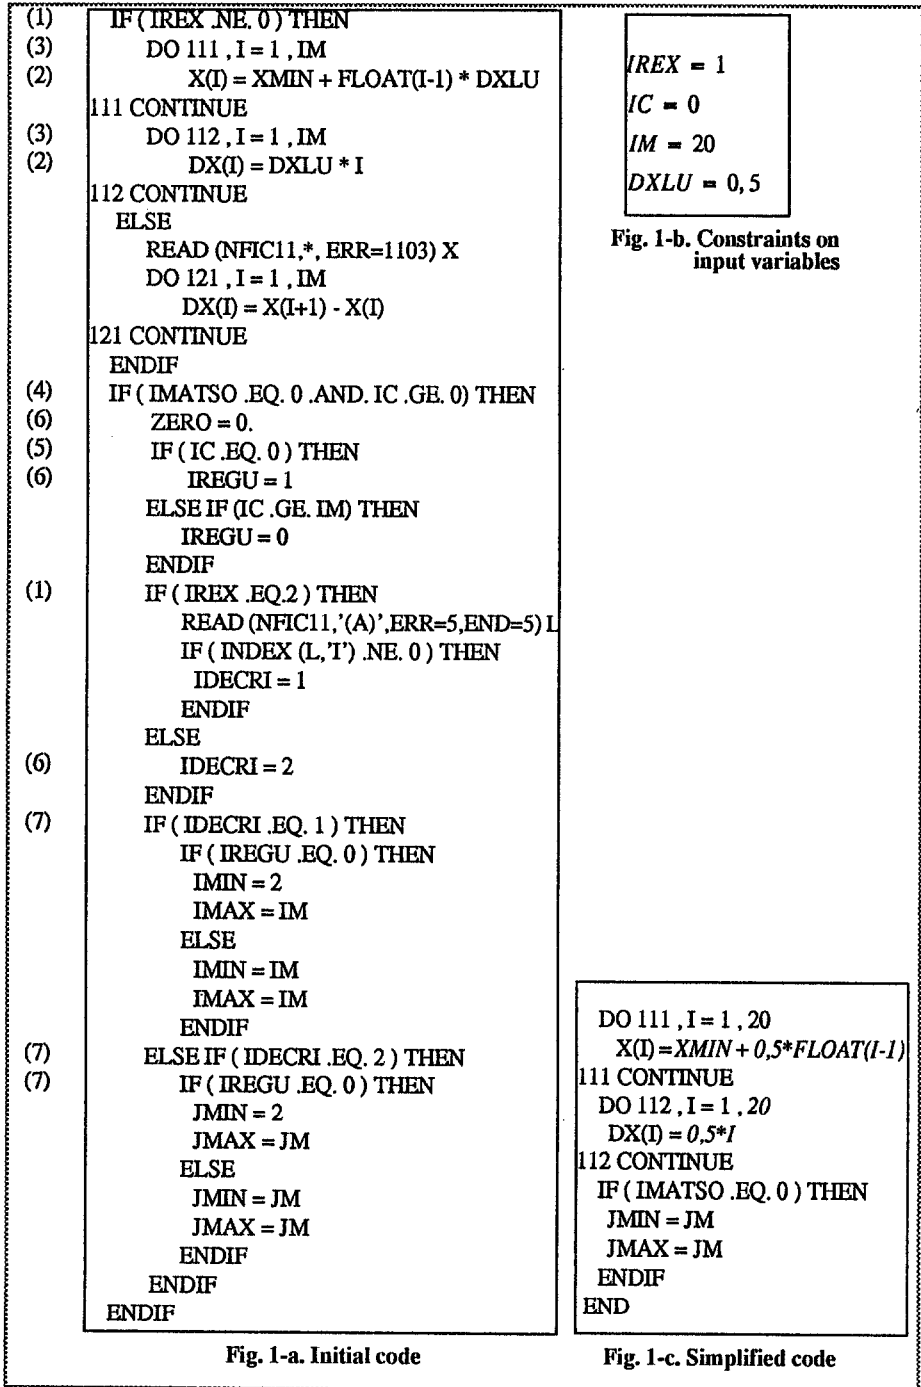 (1) IF ( IREX .NE. 0) THEN
(3) DO 111 , I = 1 , IM
(2) X(I) = XMIN + FLOAT(I-1) * DXLU
111 CONTINUE
(3) DO 112 , I = 1 , IM
(2) DX(I) = DXLU * I
112 CONTINUE
ELSE
READ (NFIC11,*, ERR=1103) X
DO 121 , I = 1 , IM
DX(I) = X(I+1) - X(I)
121 CONTINUE
ENDIF
(4) IF ( IMATSO .EQ. 0 .AND. IC .GE. 0) THEN
(6) ZERO = 0.
(5) IF ( IC .EQ. 0 ) THEN
(6) IREGU = 1
ELSE IF (IC .GE. IM) THEN
IREGU = 0
ENDIF
(1) IF ( IREX .EQ.2 ) THEN
READ (NFIC11,'(A)',ERR=5,END=5) L
IF ( INDEX (L,'I') .NE. 0 ) THEN
IDECRI = 1
ENDIF
ELSE
(6) IDECRI = 2
ENDIF
(7) IF ( IDECRI .EQ. 1 ) THEN
IF ( IREGU .EQ. 0 ) THEN
IMIN = 2
IMAX = IM
ELSE
IMIN = IM
IMAX = IM
ENDIF
(7) ELSE IF ( IDECRI .EQ. 2 ) THEN
(7) IF ( IREGU .EQ. 0 ) THEN
JMIN = 2
JMAX = JM
ELSE
JMIN = JM
JMAX = JM
ENDIF
ENDIF
ENDIF
Fig. 1-a. Initial code
IREX = 1
IC = 0
IM = 20
DXLU = 0,5
Fig. 1-b. Constraints on
input variables
DO 111 , I = 1 , 20
X(I) = XMIN + 0,5*FLOAT(I-1)
111 CONTINUE
DO 112 , I = 1 , 20
DX(I) = 0,5*I
112 CONTINUE
IF ( IMATSO .EQ. 0 ) THEN
JMIN = JM
JMAX = JM
ENDIF
END
Fig. 1-c. Simplified code